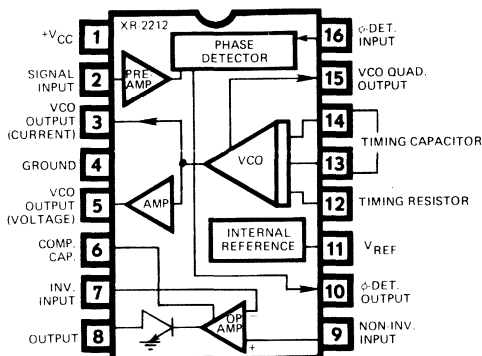 XR-2212
+VCC
1
SIGNAL
INPUT
2
VCO
OUTPUT
(CURRENT)
3
GROUND
4
VCO
OUTPUT
(VOLTAGE)
5
COMP.
CAP.
6
INV.
INPUT
7
OUTPUT
8
PRE-
AMP
PHASE
DETECTOR
VCO
AMP
INTERNAL
REFERENCE
OP
AMP
+
16
ϕ-DET.
INPUT
15
VCO QUAD.
OUTPUT
14
TIMING CAPACITOR
13
12
TIMING RESISTOR
11
VREF
10
ϕ-DET.
OUTPUT
9
NON-INV.
INPUT